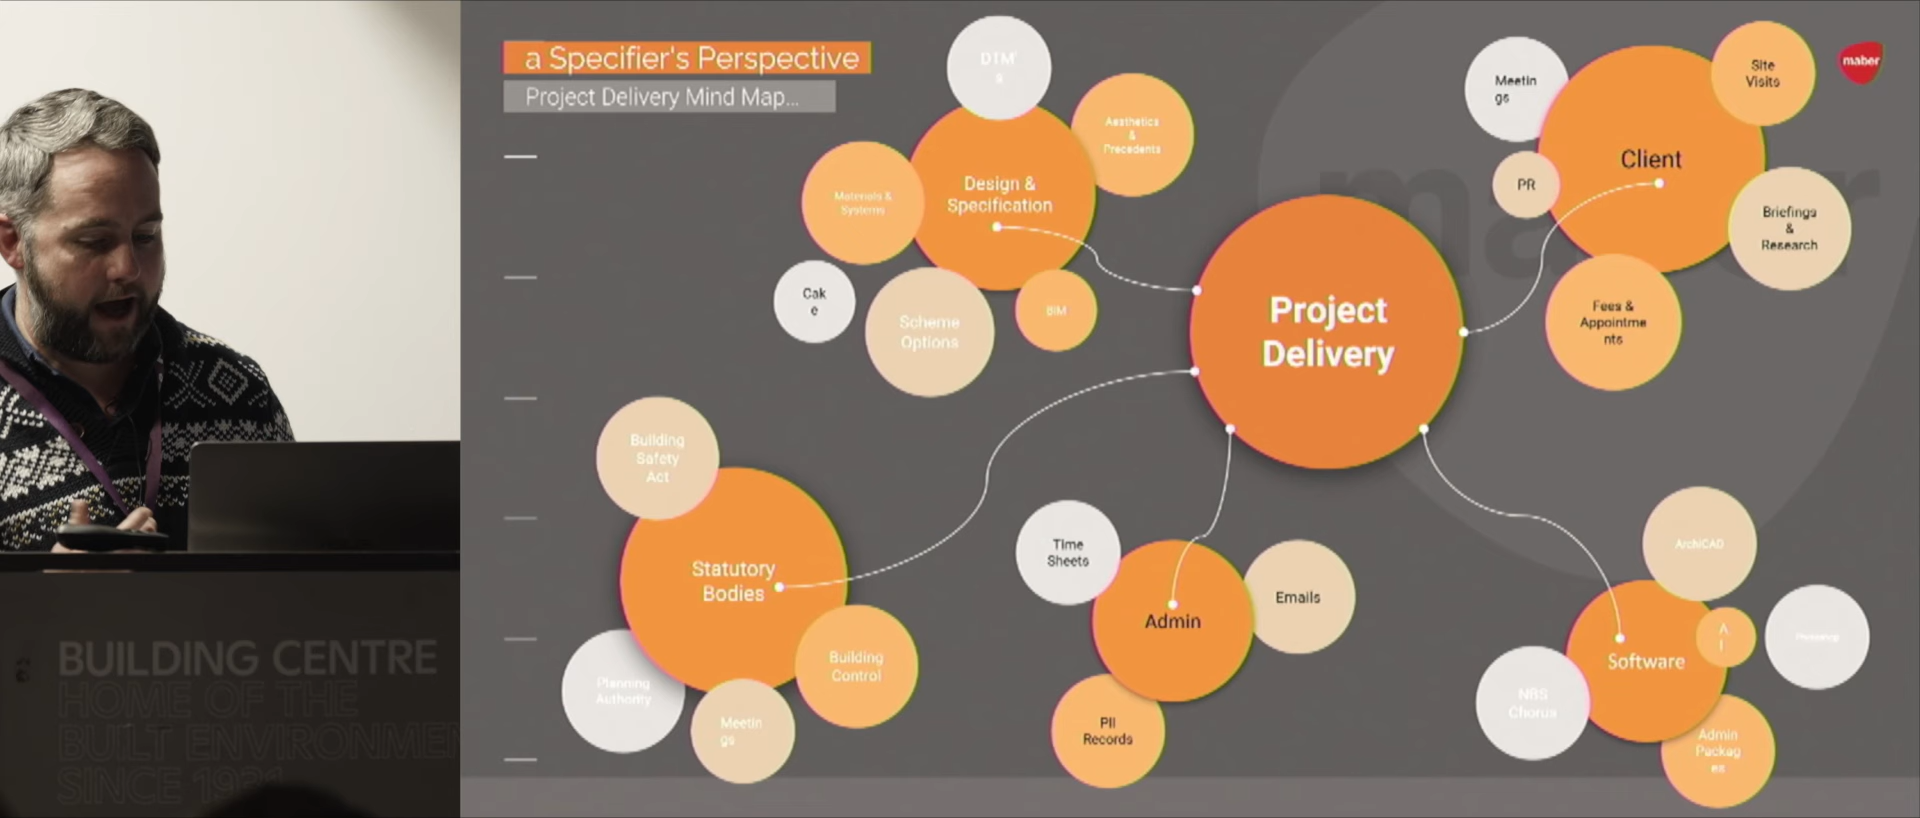 a Specifier's Perspective
Project Delivery Mind Map...
maber
DTM'
s
Aesthetics
&
Precedents
Design &
Specification
Materials &
Systems
Cak
e
Scheme
Options
BIM
Project
Delivery
Meetin
gs
Site
Visits
Client
PR
Briefings
&
Research
Fees &
Appointme
nts
Building
Safety
Act
Statutory
Bodies
Planning
Authority
Meetin
gs
Building
Control
Time
Sheets
Admin
Emails
PII
Records
ArchiCAD
A
I
Software
NBS
Chorus
Admin
Packag
es
BUILDING CENTRE
HOME OF THE
BUILT ENVIRONME
SINCE 193